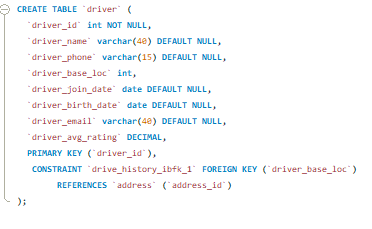 CREATE TABLE `driver` (
`driver_id` int NOT NULL,
`driver_name` varchar(40) DEFAULT NULL,
`driver_phone` varchar(15) DEFAULT NULL,
`driver_base_loc` int,
`driver_join_date` date DEFAULT NULL,
`driver_birth_date` date DEFAULT NULL,
`driver_email` varchar(40) DEFAULT NULL,
`driver_avg_rating` DECIMAL,
PRIMARY KEY (`driver_id`),
CONSTRAINT `drive_history_ibfk_1` FOREIGN KEY (`driver_base_loc`)
REFERENCES `address` (`address_id`)
);